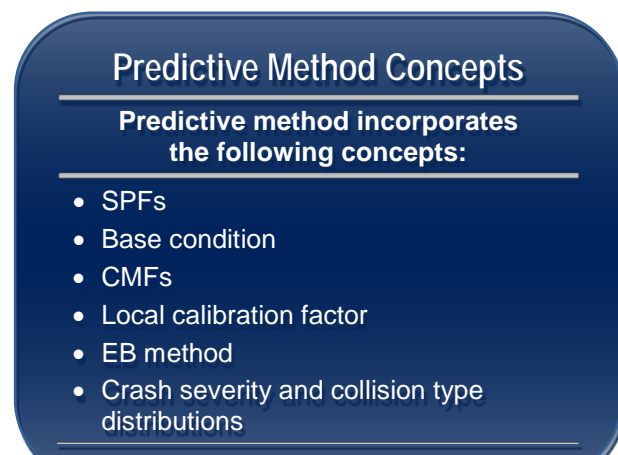 Predictive Method Concepts
Predictive method incorporates
the following concepts:
• SPFs
• Base condition
• CMFs
• Local calibration factor
• EB method
• Crash severity and collision type
distributions